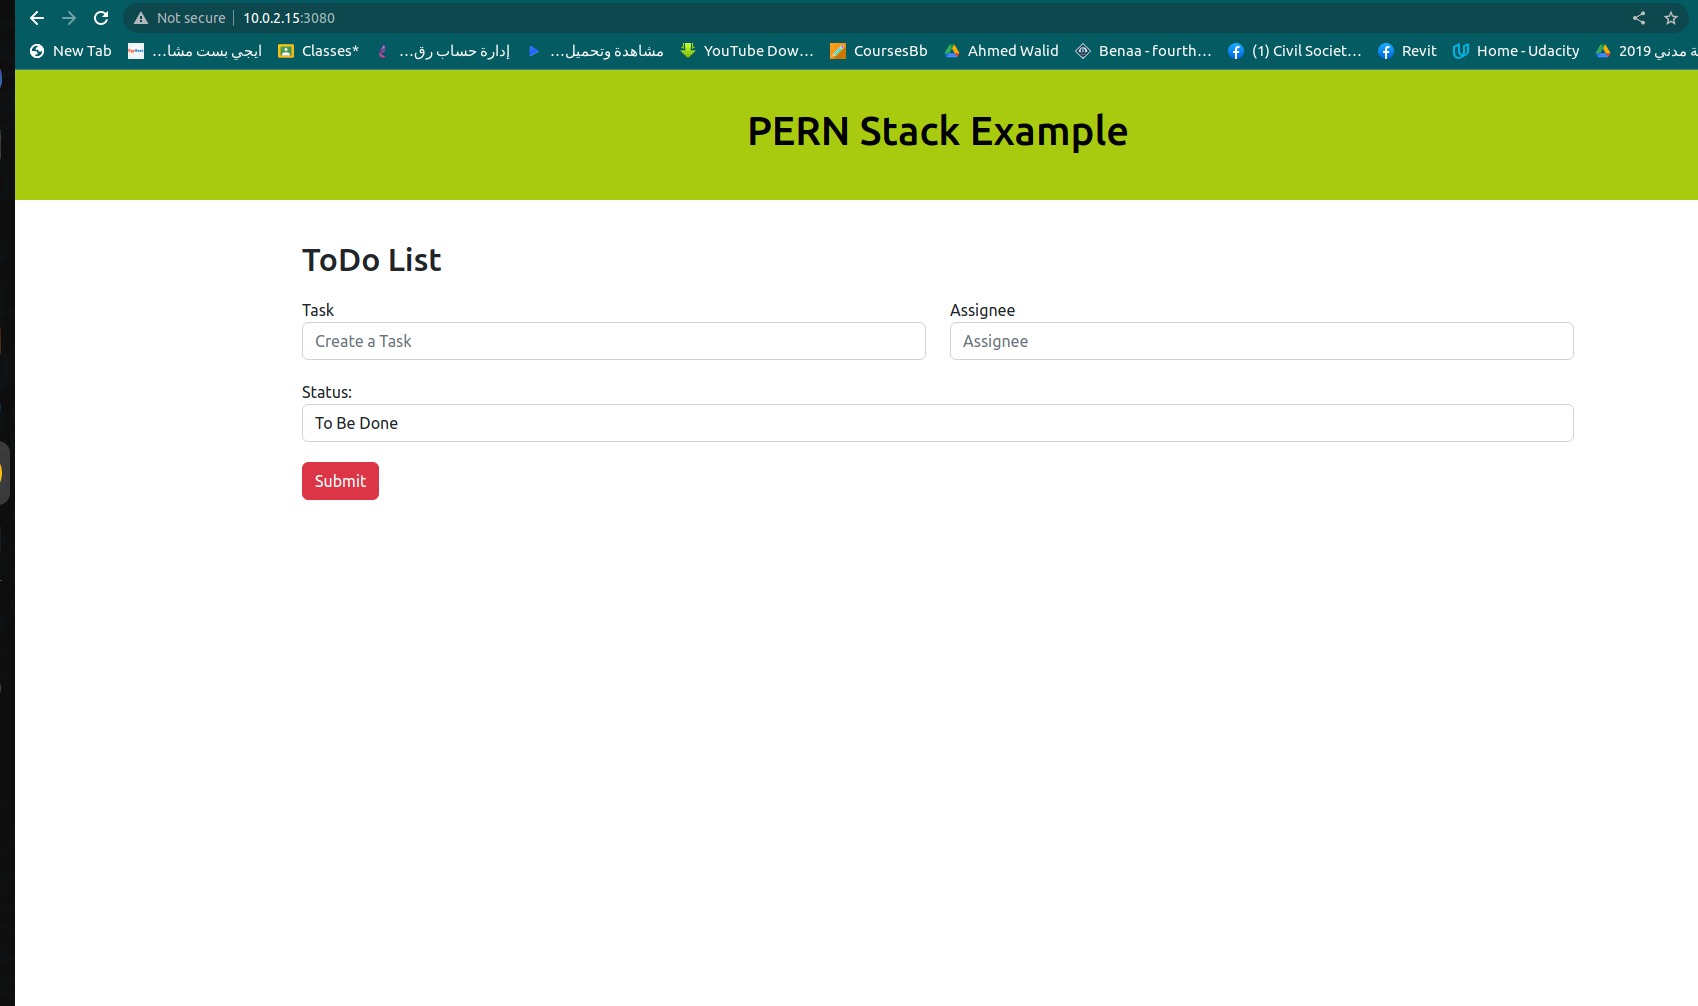 Not secure 10.0.2.15:3080
New Tab ايجي بست مشا... Classes* إدارة حساب رق... مشاهدة وتحميل... YouTube Dow... CoursesBb Ahmed Walid Benaa - fourth... (1) Civil Societ... Revit Home - Udacity ة مدني 2019
PERN Stack Example
ToDo List
Task Assignee
Create a Task Assignee
Status:
To Be Done
Submit